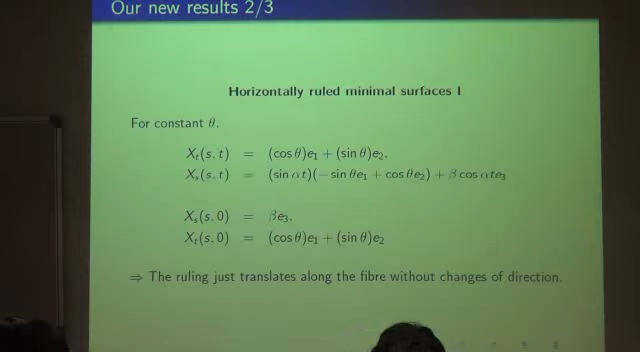 Our new results 2/3
Horizontally ruled minimal surfaces I
For constant θ,
X_t(s, t) = (cos θ)e_1 + (sin θ)e_2,
X_s(s, t) = (sin αt)(− sin θe_1 + cos θe_2) + β cos αte_3
X_s(s, 0) = βe_3,
X_t(s, 0) = (cos θ)e_1 + (sin θ)e_2
⇒ The ruling just translates along the fibre without changes of direction.